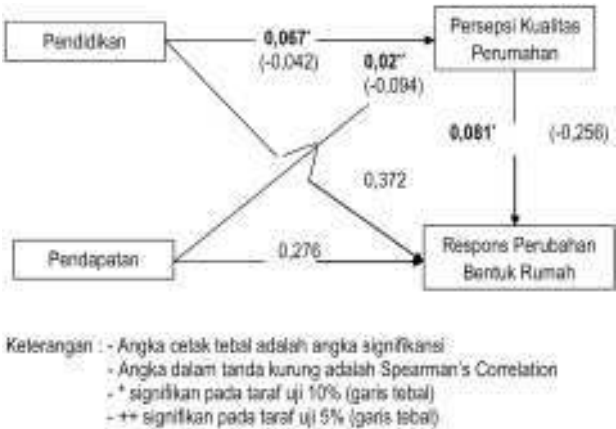 Pendidikan
0,067*
(-0,042)
0,02**
(-0,094)
Persepsi Kualitas
Perumahan
0,081*
(-0,256)
0,372
Pendapatan
0,276
Respons Perubahan
Bentuk Rumah
Keterangan : - Angka cetak tebal adalah angka signifikansi
- Angka dalam tanda kurung adalah Spearman's Correlation
- * signifikan pada taraf uji 10% (garis tebal)
- ++ signifikan pada taraf uji 5% (garis tebal)